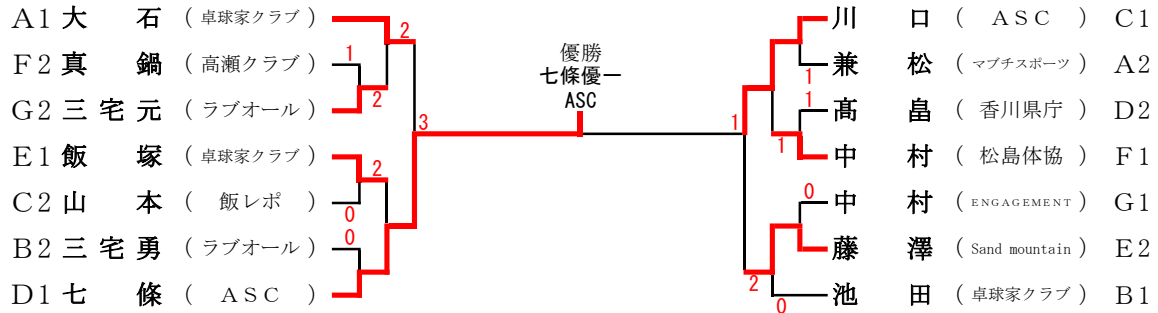 A1 大石 (卓球家クラブ)
F2 真鍋 (高瀬クラブ)
G2 三宅元 (ラブオール)
E1 飯塚 (卓球家クラブ)
C2 山本 (飯レポ)
B2 三宅勇 (ラブオール)
D1 七條 (ASC)
2
1
2
3
2
0
0
優勝
七條優一
ASC
1
1
1
0
2
0
川口 (ASC) C1
兼松 (マブチスポーツ) A2
髙畠 (香川県庁) D2
中村 (松島体協) F1
中村 (ENGAGEMENT) G1
藤澤 (Sand mountain) E2
池田 (卓球家クラブ) B1
1